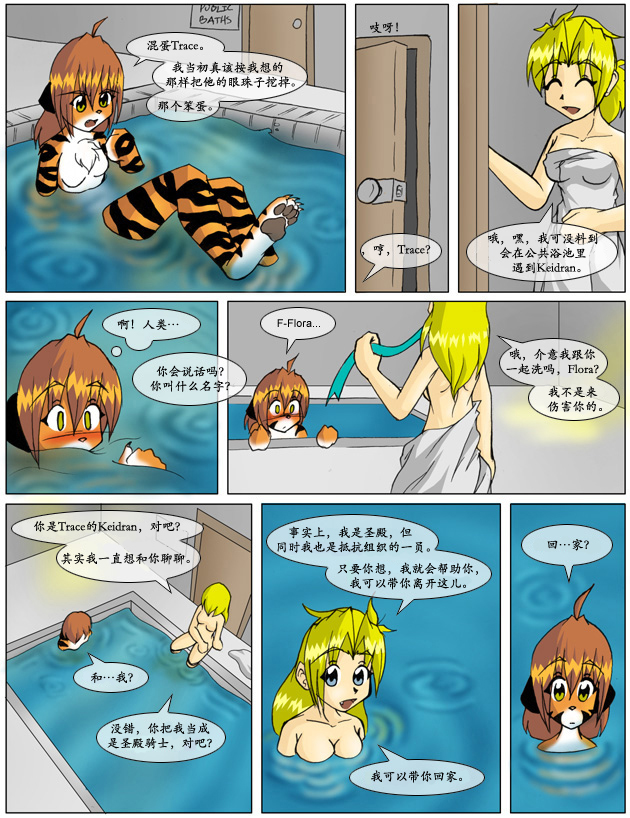 PUBLIC
BATHS
混蛋Trace。
我当初真该按我想的
那样把他的眼珠子挖掉。
那个笨蛋。
吱呀！
哼，Trace？
哦，嘿，我可没料到
会在公共浴池里
遇到Keidran。
啊！人类…
你会说话吗？
你叫什么名字？
F-Flora...
哦，介意我跟你
一起洗吗，Flora？
我不是来
伤害你的。
你是Trace的Keidran，对吧？
其实我一直想和你聊聊。
和…我？
没错，你把我当成
是圣殿骑士，对吧？
事实上，我是圣殿，但
同时我也是抵抗组织的一员。
只要你想，我就会帮助你，
我可以带你离开这儿。
我可以带你回家。
回…家？